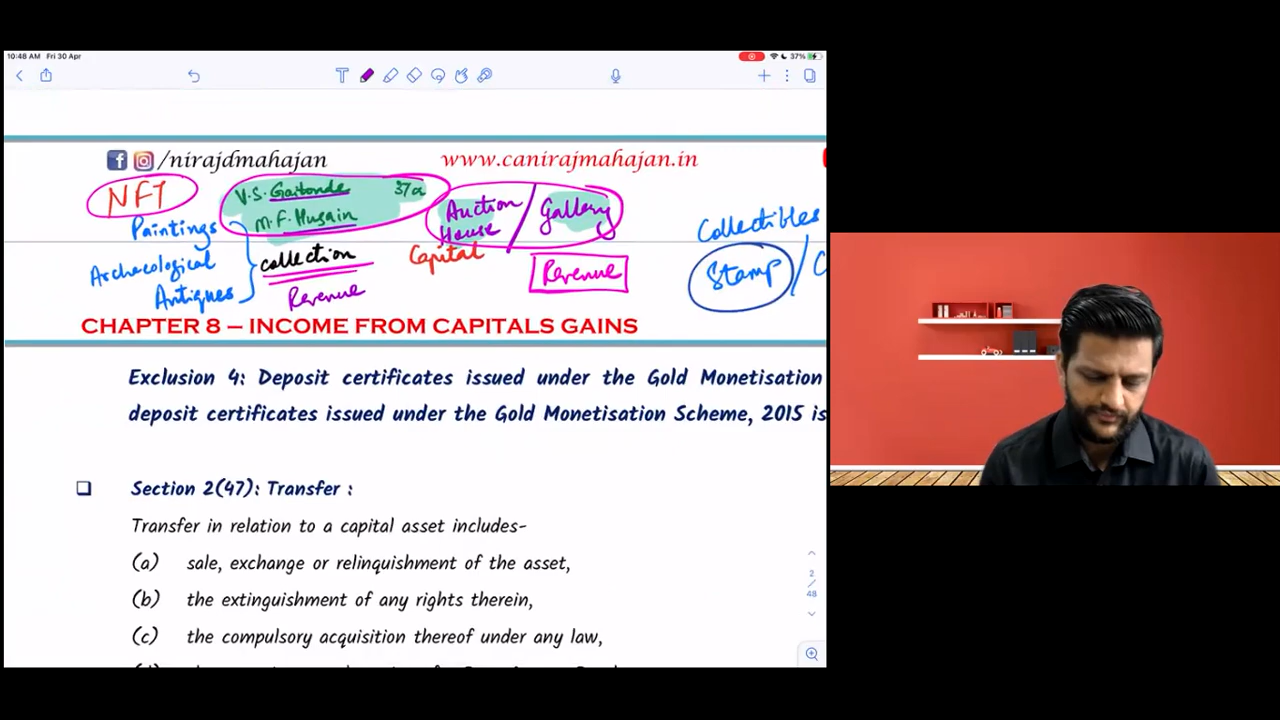 10:48 AM Fri 30 Apr
37%
/nirajdmahajan
www.canirajmahajan.in
NFT
V.S. Gaitonde 37cr
M.F. Husain
Auction House / Gallery
Paintings
Archaeological
Antiques
collection
Revenue
Capital
Revenue
Collectibles
Stamp / C
CHAPTER 8 – INCOME FROM CAPITALS GAINS
Exclusion 4: Deposit certificates issued under the Gold Monetisation
deposit certificates issued under the Gold Monetisation Scheme, 2015 is
Section 2(47): Transfer :
Transfer in relation to a capital asset includes-
(a) sale, exchange or relinquishment of the asset,
(b) the extinguishment of any rights therein,
(c) the compulsory acquisition thereof under any law,
2
/
48